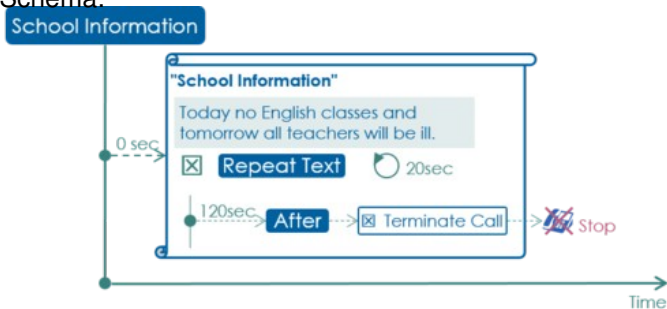 Schema:
School Information
"School Information"
Today no English classes and
tomorrow all teachers will be ill.
0 sec
Repeat Text
20sec
120sec
After
Terminate Call
Stop
Time